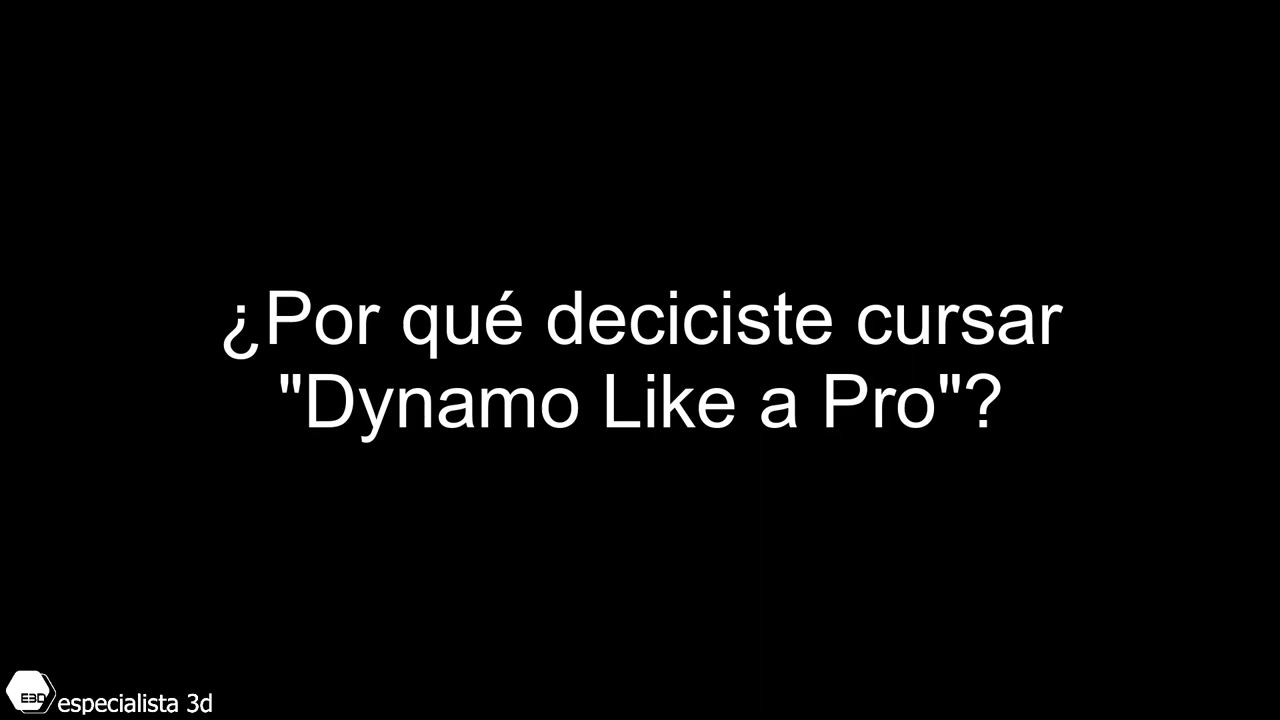 ¿Por qué deciciste cursar
"Dynamo Like a Pro"?
E3D
especialista 3d